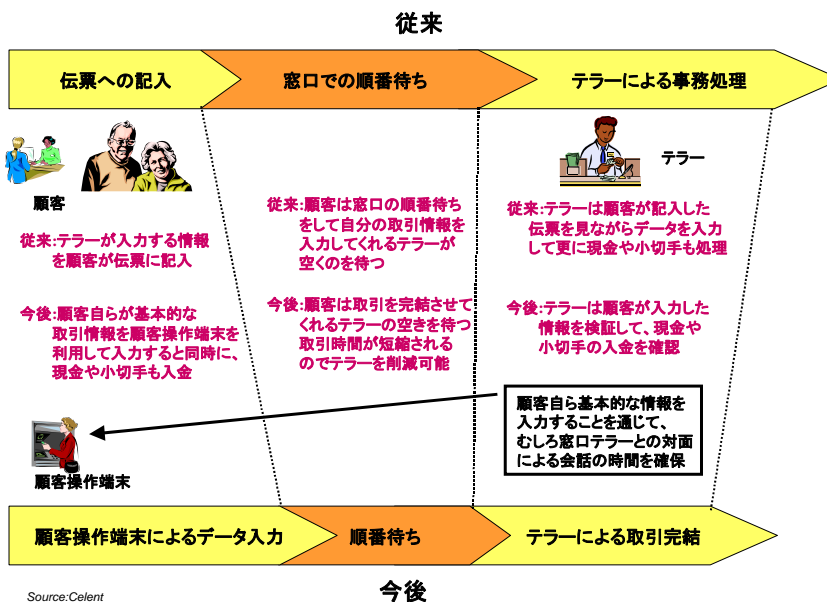 従来
伝票への記入
窓口での順番待ち
テラーによる事務処理
顧客
テラー
従来:テラーが入力する情報
を顧客が伝票に記入
今後:顧客自らが基本的な
取引情報を顧客操作端末を
利用して入力すると同時に、
現金や小切手も入金
従来:顧客は窓口の順番待ち
をして自分の取引情報を
入力してくれるテラーが
空くのを待つ
今後:顧客は取引を完結させて
くれるテラーの空きを待つ
取引時間が短縮される
のでテラーを削減可能
従来:テラーは顧客が記入した
伝票を見ながらデータを入力
して更に現金や小切手も処理
今後:テラーは顧客が入力した
情報を検証して、現金や
小切手の入金を確認
顧客自ら基本的な情報を
入力することを通じて、
むしろ窓口テラーとの対面
による会話の時間を確保
顧客操作端末
顧客操作端末によるデータ入力
順番待ち
テラーによる取引完結
今後
Source:Celent